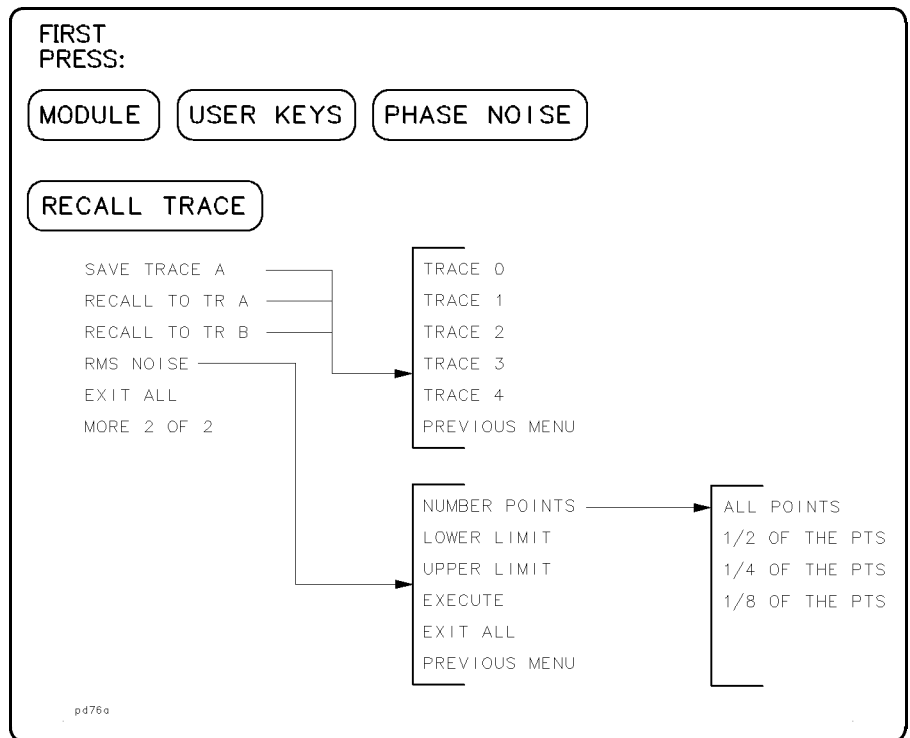 FIRST
PRESS:
MODULE USER KEYS PHASE NOISE
RECALL TRACE
SAVE TRACE A
RECALL TO TR A
RECALL TO TR B
RMS NOISE
EXIT ALL
MORE 2 OF 2
TRACE 0
TRACE 1
TRACE 2
TRACE 3
TRACE 4
PREVIOUS MENU
NUMBER POINTS
LOWER LIMIT
UPPER LIMIT
EXECUTE
EXIT ALL
PREVIOUS MENU
ALL POINTS
1/2 OF THE PTS
1/4 OF THE PTS
1/8 OF THE PTS
pd76a